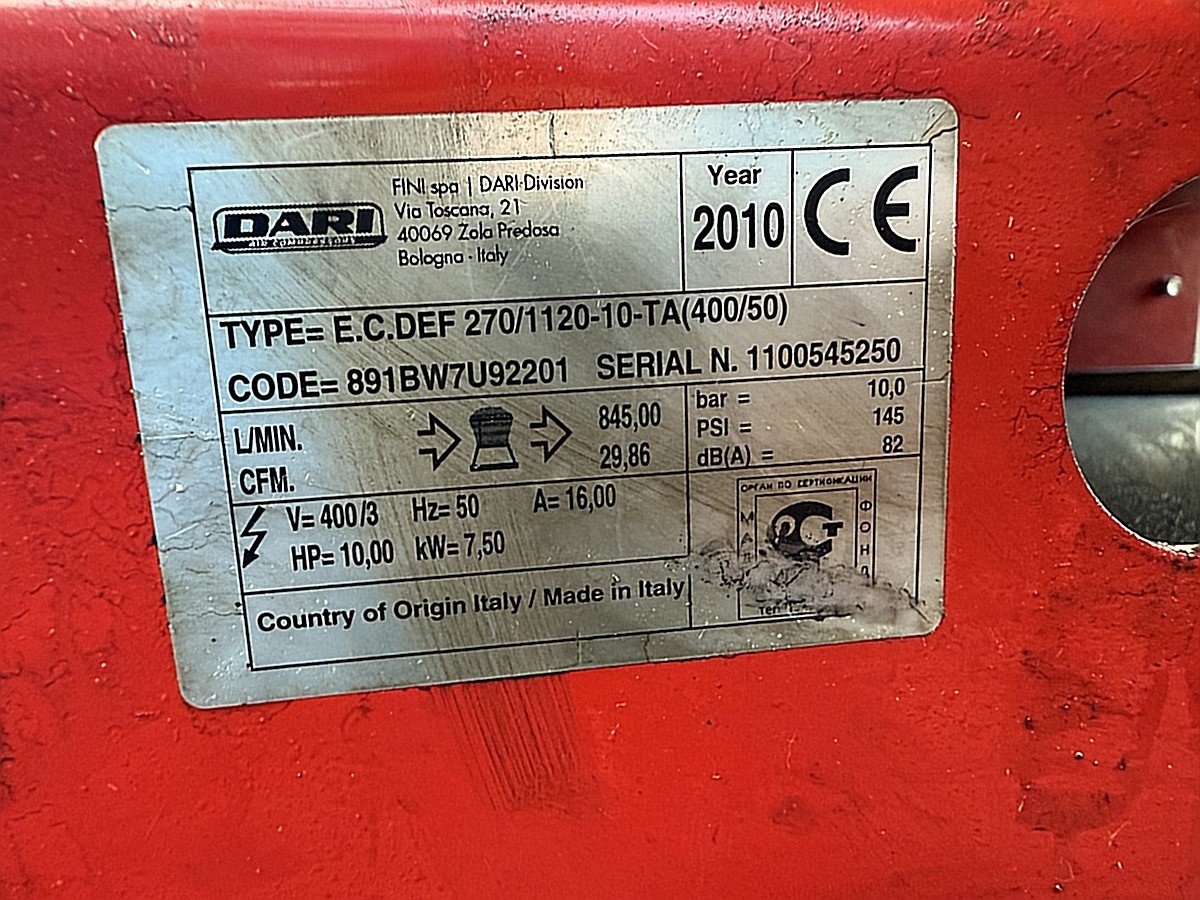 DARI
AIR COMPRESSORS
FINI spa | DARI-Division
Via Toscana, 21
40069 Zola Predosa
Bologna - Italy
Year
2010
CE
TYPE= E.C.DEF 270/1120-10-TA(400/50)
CODE= 891BW7U92201 SERIAL N. 1100545250
L/MIN. 845,00
CFM. 29,86
bar = 10,0
PSI = 145
dB(A) = 82
V= 400/3 Hz= 50 A= 16,00
HP= 10,00 kW= 7,50
ОРГАН ПО СЕРТИФИКАЦИИ
Country of Origin Italy / Made in Italy